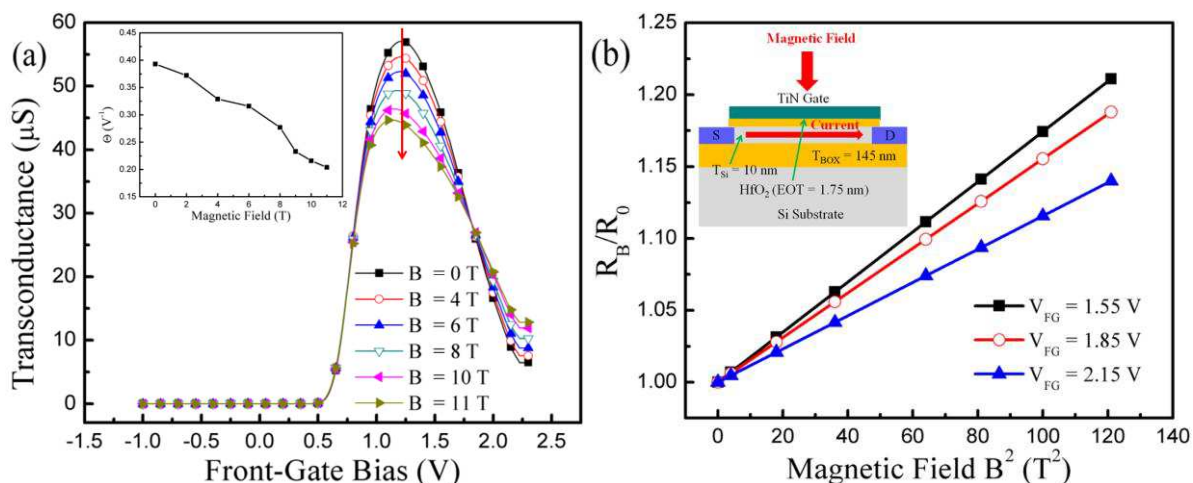 (a)
Transconductance (μS)
60
50
40
30
20
10
0
-1.5 -1.0 -0.5 0.0 0.5 1.0 1.5 2.0 2.5
Front-Gate Bias (V)
Θ (V⁻¹)
0.45
0.40
0.35
0.30
0.25
0.20
0.15
0 2 4 6 8 10 12
Magnetic Field (T)
B = 0 T
B = 4 T
B = 6 T
B = 8 T
B = 10 T
B = 11 T
(b)
R_B/R_0
1.25
1.20
1.15
1.10
1.05
1.00
0 20 40 60 80 100 120 140
Magnetic Field B² (T²)
Magnetic Field
TiN Gate
S Current D
T_BOX = 145 nm
T_Si = 10 nm
HfO₂ (EOT = 1.75 nm)
Si Substrate
V_FG = 1.55 V
V_FG = 1.85 V
V_FG = 2.15 V